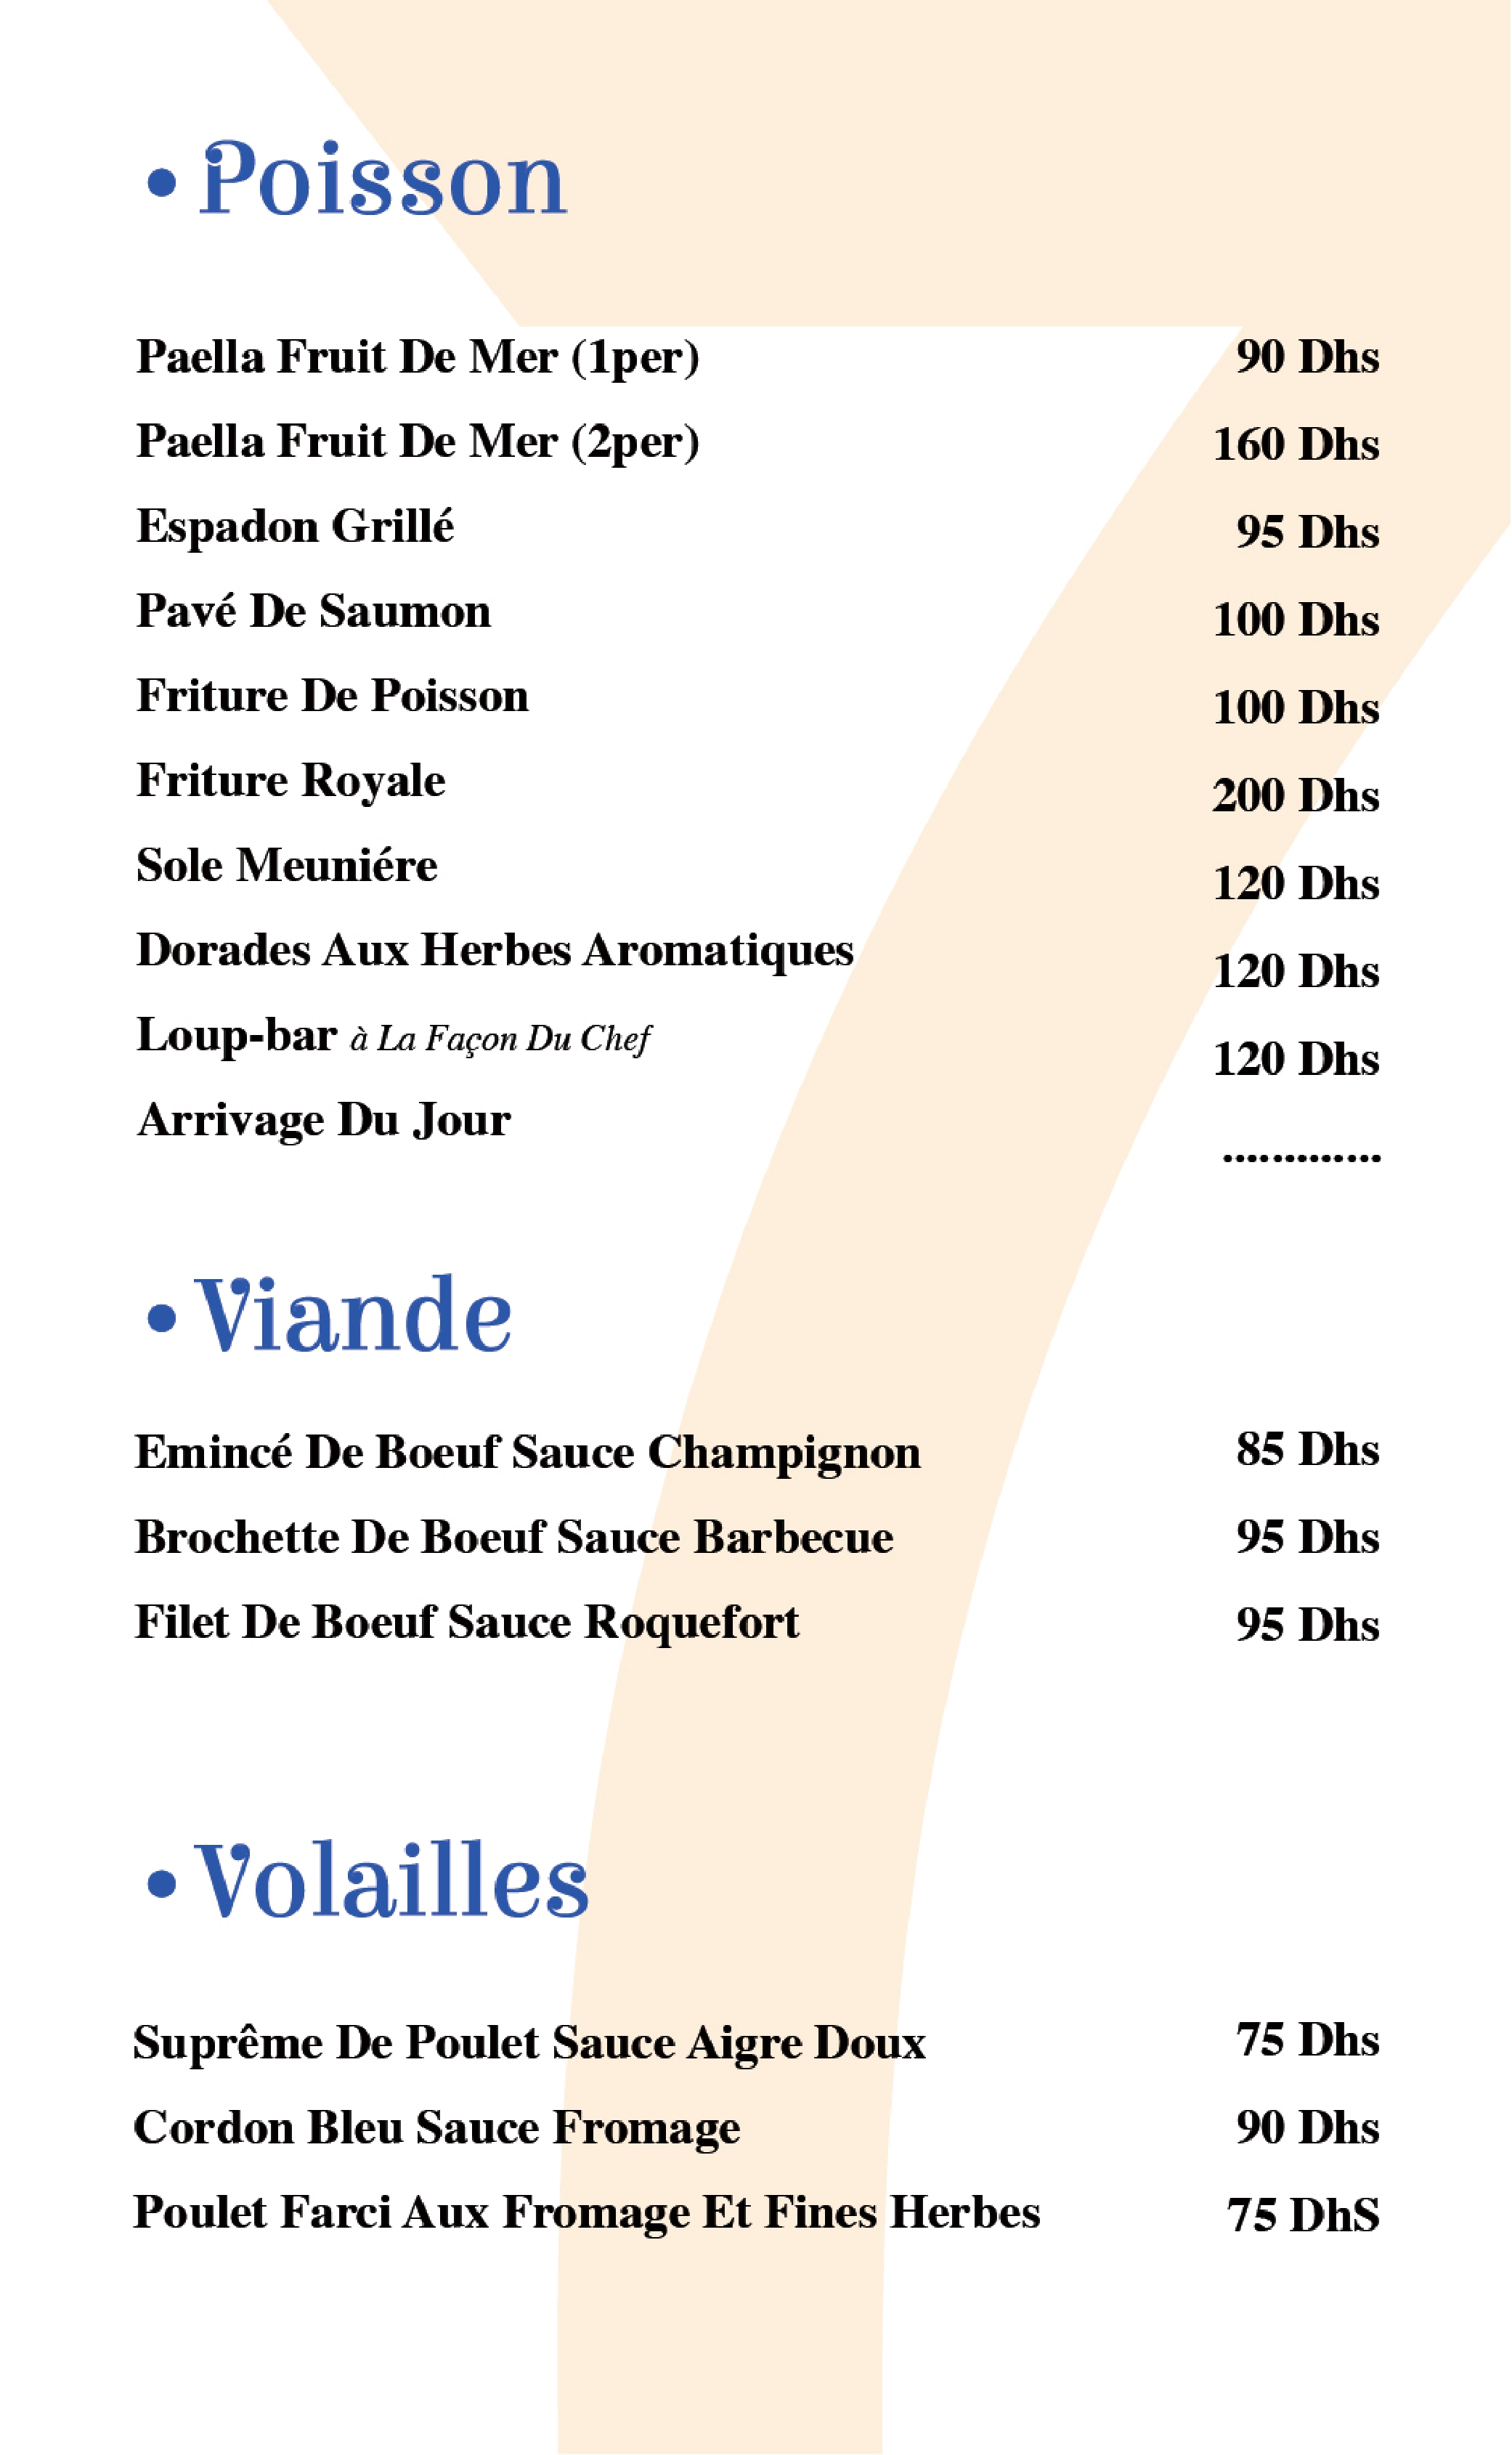 • Poisson
Paella Fruit De Mer (1per) 90 Dhs
Paella Fruit De Mer (2per) 160 Dhs
Espadon Grillé 95 Dhs
Pavé De Saumon 100 Dhs
Friture De Poisson 100 Dhs
Friture Royale 200 Dhs
Sole Meuniére 120 Dhs
Dorades Aux Herbes Aromatiques 120 Dhs
Loup-bar à La Façon Du Chef 120 Dhs
Arrivage Du Jour .............
• Viande
Emincé De Boeuf Sauce Champignon 85 Dhs
Brochette De Boeuf Sauce Barbecue 95 Dhs
Filet De Boeuf Sauce Roquefort 95 Dhs
• Volailles
Suprême De Poulet Sauce Aigre Doux 75 Dhs
Cordon Bleu Sauce Fromage 90 Dhs
Poulet Farci Aux Fromage Et Fines Herbes 75 DhS